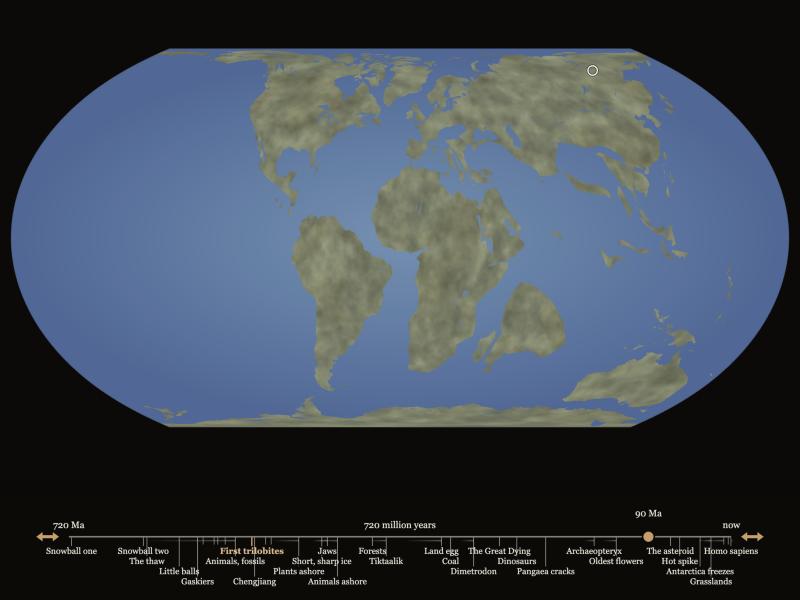 90 Ma
720 Ma 720 million years now
Snowball one Snowball two First trilobites Jaws Forests Land egg The Great Dying Archaeopteryx The asteroid Homo sapiens
The thaw Animals, fossils Short, sharp ice Tiktaalik Coal Dinosaurs Oldest flowers Hot spike
Little balls Plants ashore Dimetrodon Pangaea cracks Antarctica freezes
Gaskiers Chengjiang Animals ashore Grasslands